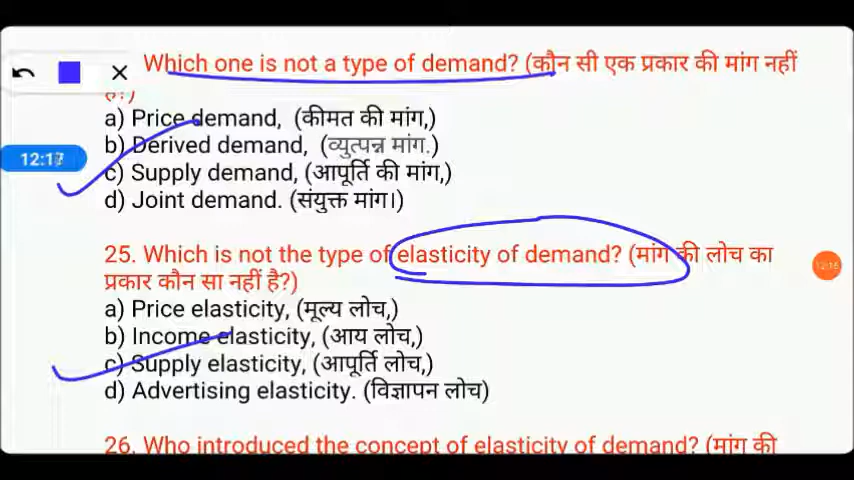 Which one is not a type of demand? (कौन सी एक प्रकार की मांग नहीं
a) Price demand, (कीमत की मांग,)
b) Derived demand, (व्युत्पन्न मांग.)
12:17
c) Supply demand, (आपूर्ति की मांग,)
d) Joint demand. (संयुक्त मांग।)
25. Which is not the type of elasticity of demand? (मांग की लोच का
12:16
प्रकार कौन सा नहीं है?)
a) Price elasticity, (मूल्य लोच,)
b) Income elasticity, (आय लोच,)
c) Supply elasticity, (आपूर्ति लोच,)
d) Advertising elasticity. (विज्ञापन लोच)
26. Who introduced the concept of elasticity of demand? (मांग की